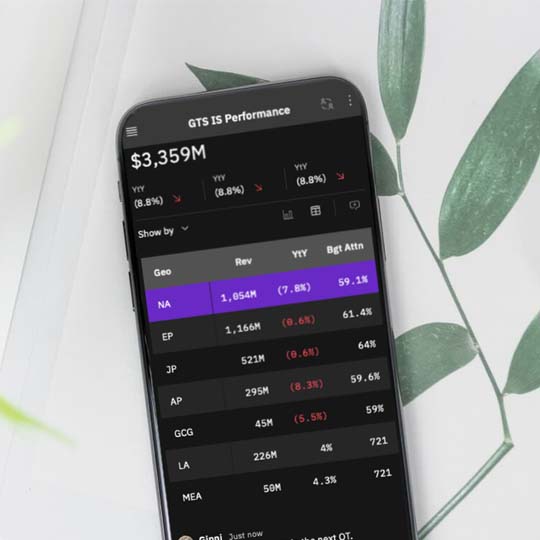 GTS IS Performance
$3,359M
YtY YtY YtY
(8.8%) (8.8%) (8.8%)
Show by
Geo Rev YtY Bgt Attn
NA 1,054M (7.8%) 59.1%
EP 1,166M (0.6%) 61.4%
JP 521M (0.6%) 64%
AP 295M (8.3%) 59.6%
GCG 45M (5.5%) 59%
LA 226M 4% 721
MEA 50M 4.3% 721
Ginni Just now
the next QT.